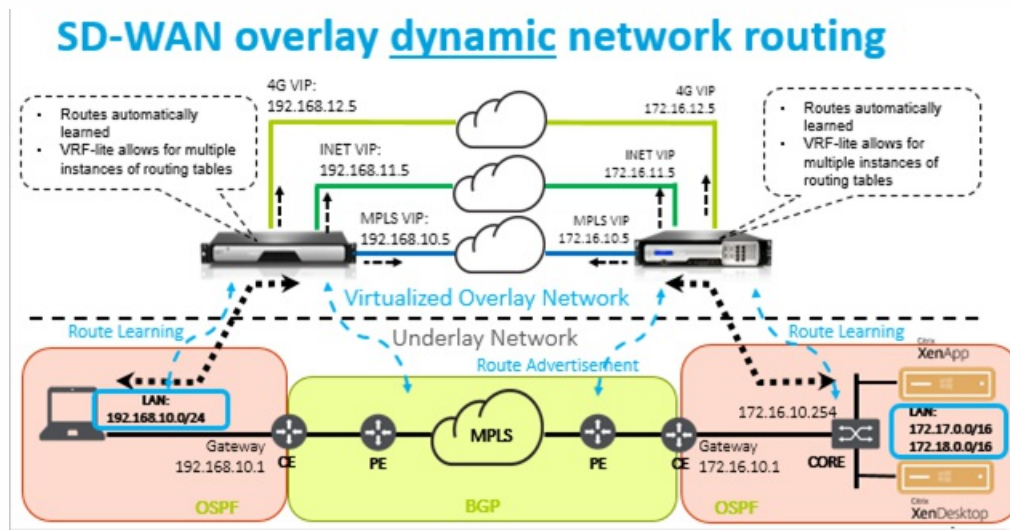 SD-WAN overlay dynamic network routing
4G VIP:
192.168.12.5
4G VIP
172.16.12.5
• Routes automatically
learned
• VRF-lite allows for multiple
instances of routing tables
• Routes automatically
learned
• VRF-lite allows for
multiple instances of
routing tables
INET VIP:
192.168.11.5
INET VIP
172.16.11.5
MPLS VIP:
192.168.10.5
MPLS VIP
172.16.10.5
Virtualized Overlay Network
Route Learning
Underlay Network
Route Advertisement
Route Learning
Citrix
XenApp
LAN:
192.168.10.0/24
MPLS
172.16.10.254
LAN:
172.17.0.0/16
172.18.0.0/16
Gateway
192.168.10.1
CE
PE
PE
CE
Gateway
172.16.10.1
CORE
OSPF
BGP
OSPF
Citrix
XenDesktop